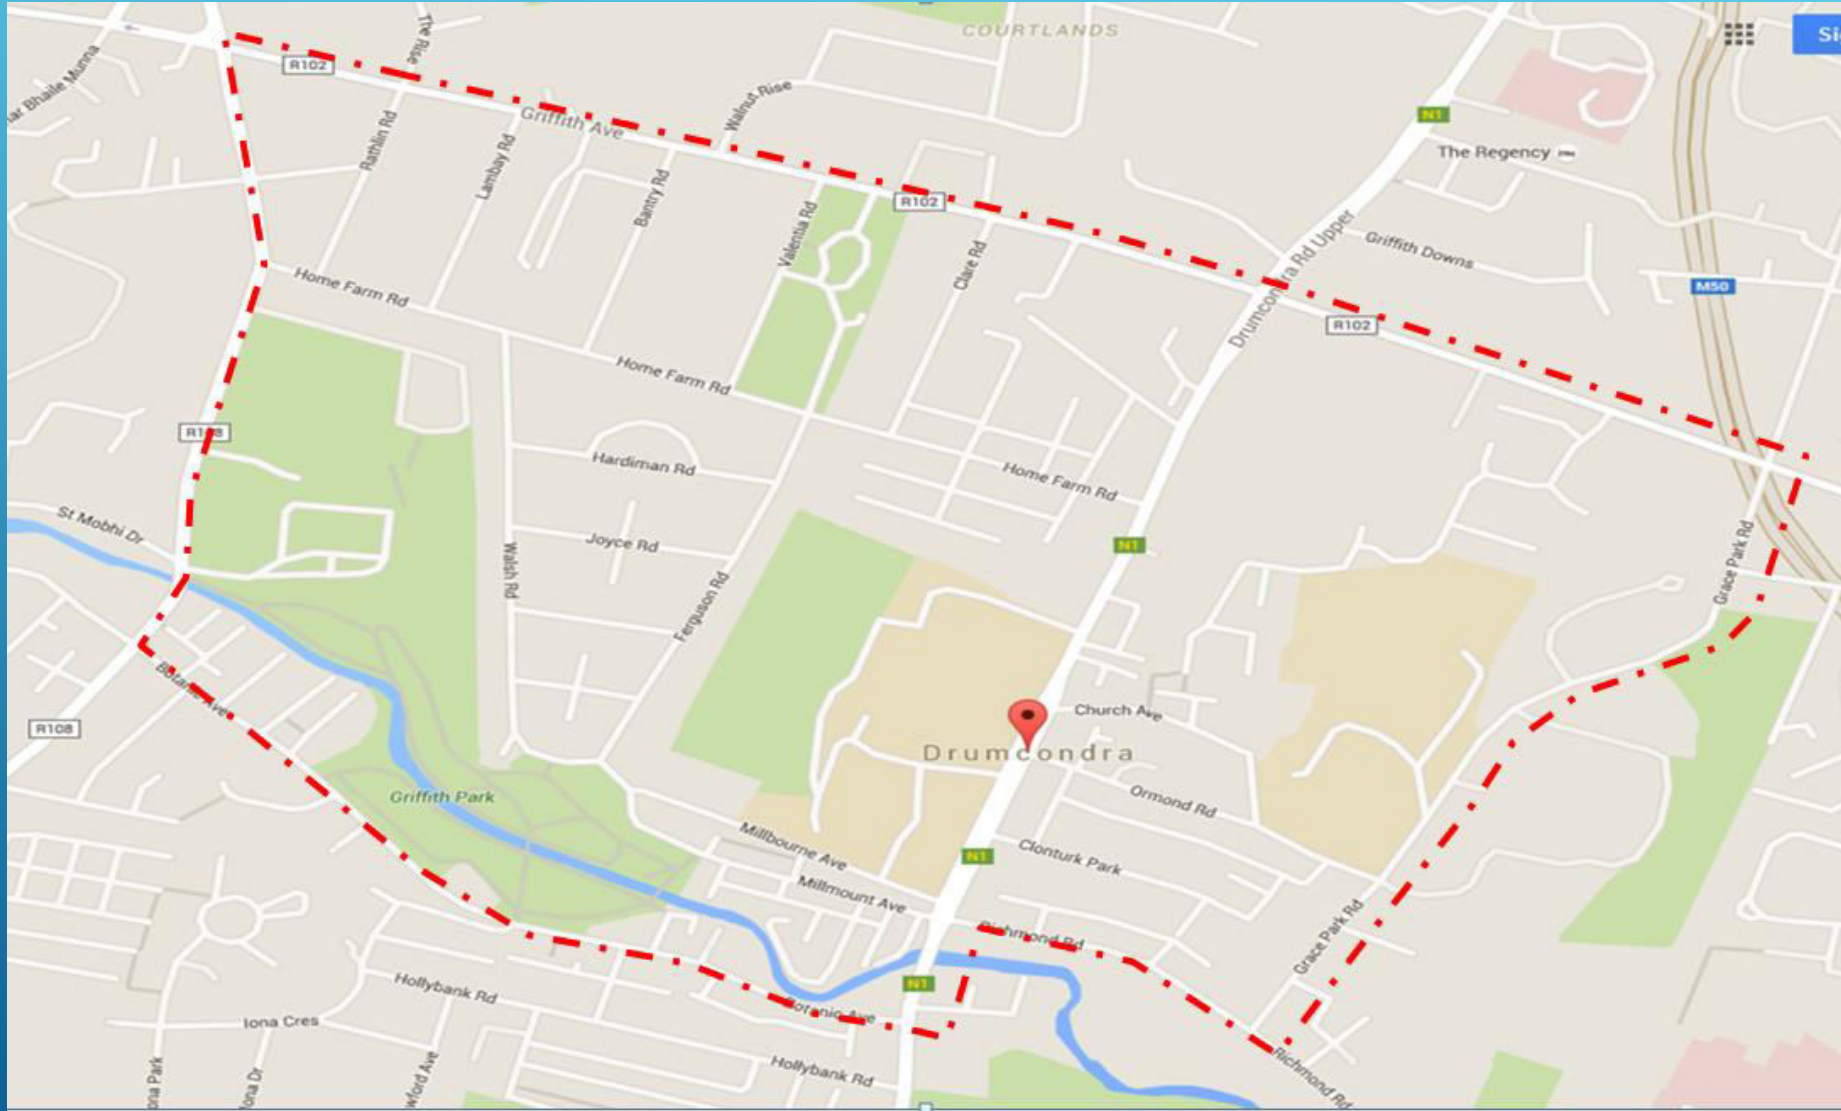 COURTLANDS
The Rise
R102
Griffith Ave
Walnut Rise
Rathlin Rd
Lambay Rd
Bantry Rd
Valentia Rd
R102
Clare Rd
N1
The Regency
Drumcondra Rd Upper
Griffith Downs
M50
R102
Home Farm Rd
Home Farm Rd
Home Farm Rd
R108
Hardiman Rd
St Mobhi Dr
Joyce Rd
Walsh Rd
Ferguson Rd
N1
Grace Park Rd
Botanic Ave
R108
Church Ave
Drumcondra
Griffith Park
Ormond Rd
Millbourne Ave
N1
Clonturk Park
Millmount Ave
Richmond Rd
Grace Park Rd
Hollybank Rd
N1
Botanic Ave
Iona Cres
Hollybank Rd
Richmond Rd